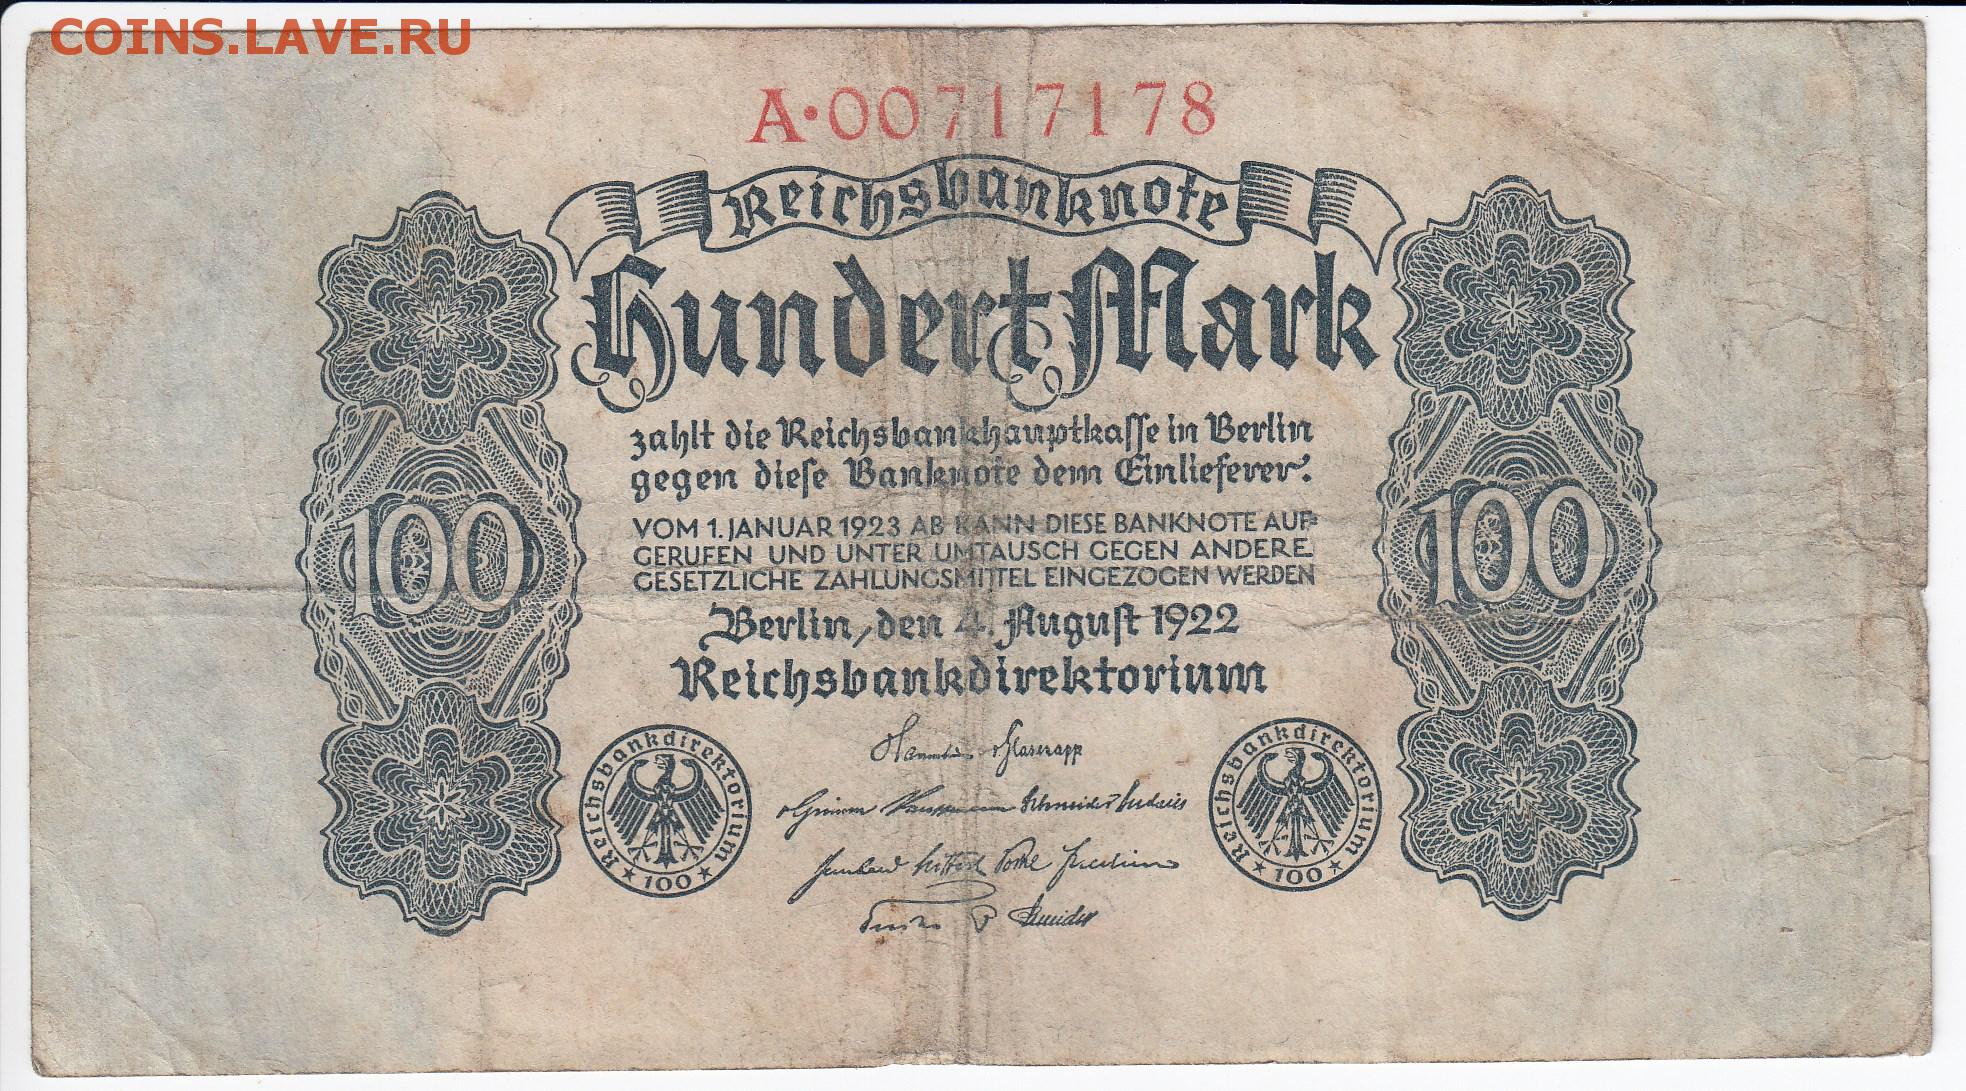 COINS.LAVE.RU
A·00717178
Reichsbanknote
Hundert Mark
zahlt die Reichsbankhauptkasse in Berlin
gegen diese Banknote dem Einlieferer.
VOM 1. JANUAR 1923 AB KANN DIESE BANKNOTE AUF=
GERUFEN UND UNTER UMTAUSCH GEGEN ANDERE
GESETZLICHE ZAHLUNGSMITTEL EINGEZOGEN WERDEN
100
100
Berlin, den 4. August 1922
Reichsbankdirektorium
Glasenapp
Schneider
Reichsbankdirektorium
★ 100 ★
Reichsbankdirektorium
★ 100 ★